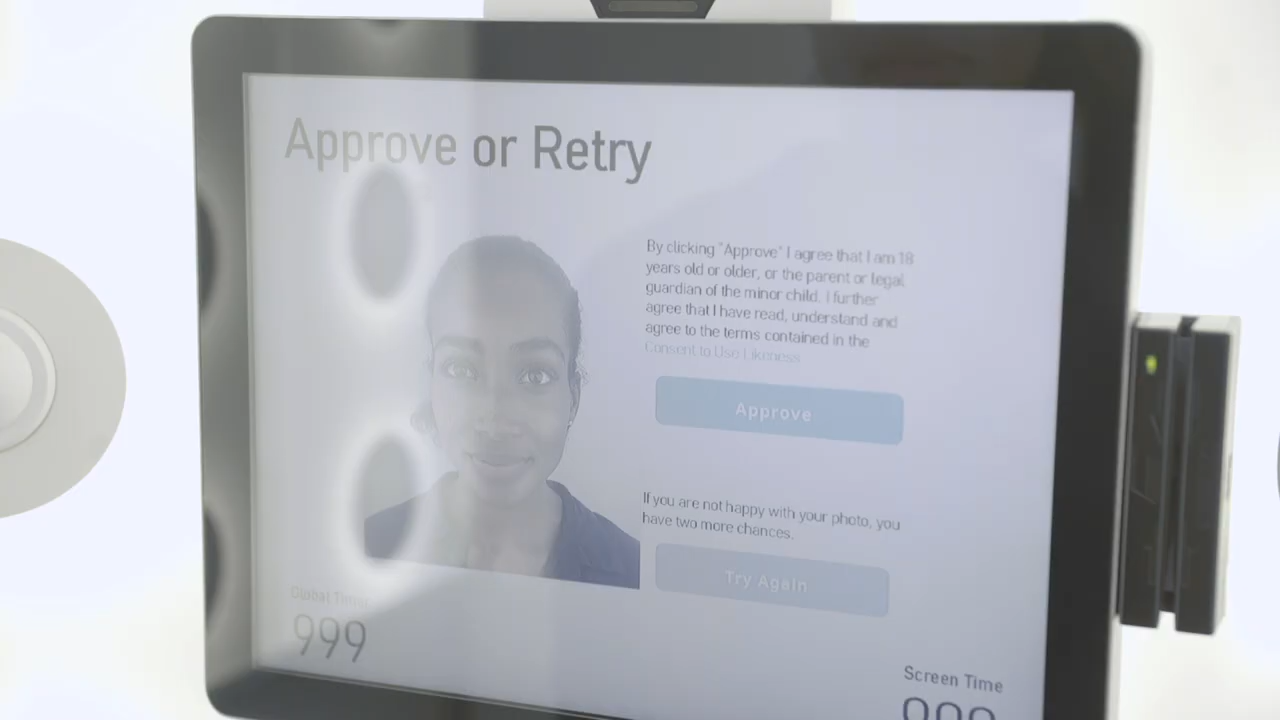 Approve or Retry
By clicking "Approve" I agree that I am 18
years old or older, or the parent or legal
guardian of the minor child. I further
agree that I have read, understand and
agree to the terms contained in the
Consent to Use Likeness
Approve
If you are not happy with your photo, you
have two more chances.
Try Again
Global Timer
999
Screen Time
999